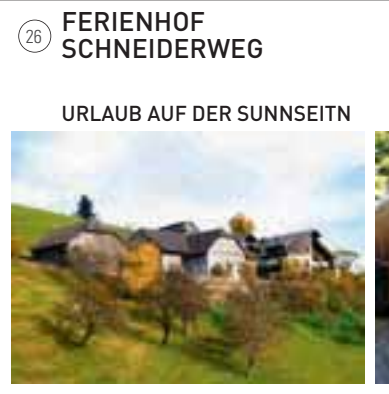 26
FERIENHOF
SCHNEIDERWEG
URLAUB AUF DER SUNNSEITN